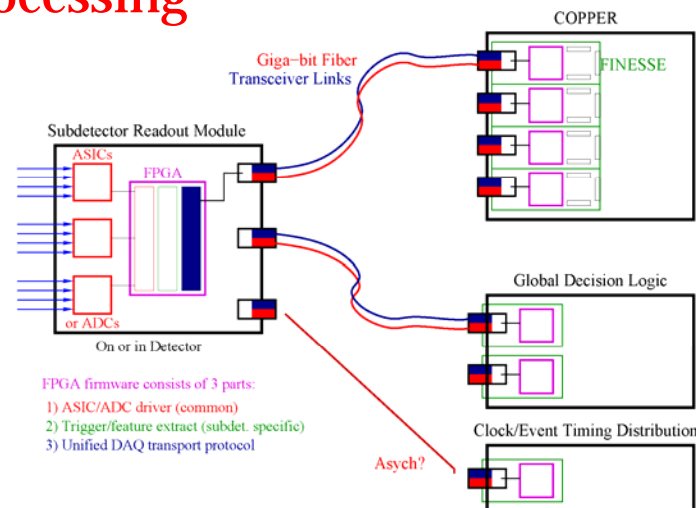 COPPER
Giga-bit Fiber
Transceiver Links
FINESSE
Subdetector Readout Module
ASICs
FPGA
or ADCs
On or in Detector
Global Decision Logic
FPGA firmware consists of 3 parts:
1) ASIC/ADC driver (common)
2) Trigger/feature extract (subdet. specific)
3) Unified DAQ transport protocol
Clock/Event Timing Distribution
Asych?